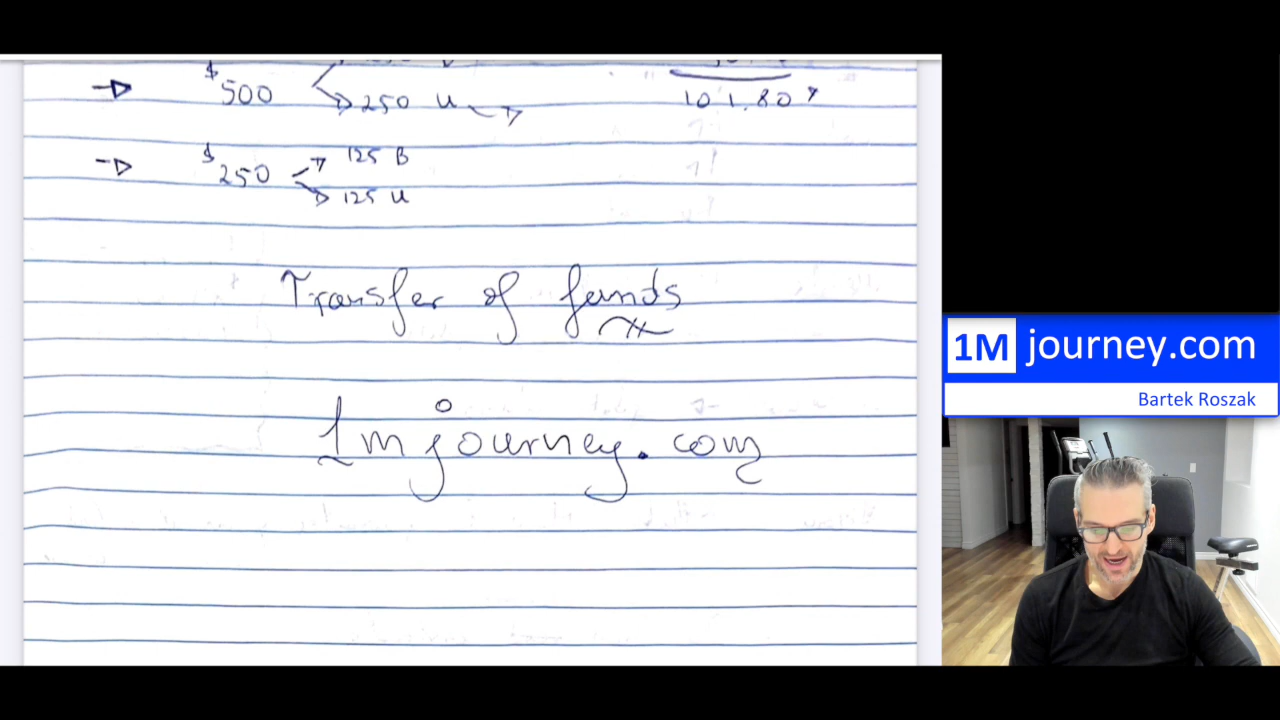 $500
250 u
101.80
$250
125 B
125 u
Transfer of funds
1mjourney.com
1M journey.com
Bartek Roszak